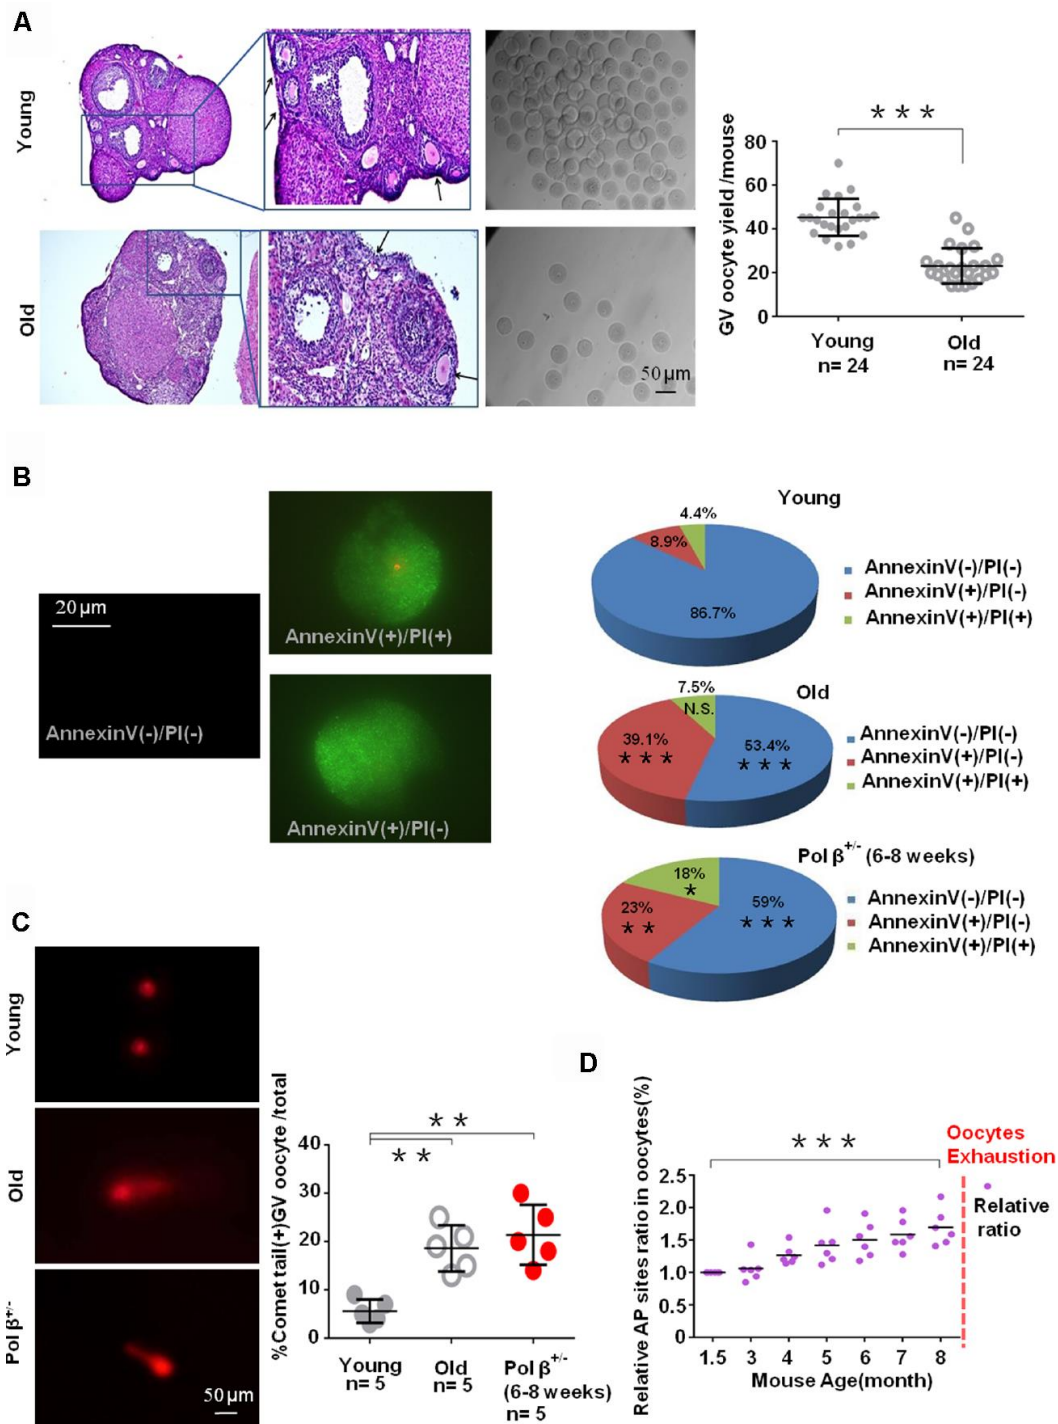 A
Young
Old
50 µm
* * *
GV oocyte yield /mouse
80
60
40
20
0
Young
n= 24
Old
n= 24
B
20 µm
AnnexinV(-)/PI(-)
AnnexinV(+)/PI(+)
AnnexinV(+)/PI(-)
Young
4.4%
8.9%
86.7%
AnnexinV(-)/PI(-)
AnnexinV(+)/PI(-)
AnnexinV(+)/PI(+)
Old
7.5%
N.S.
39.1%
* * *
53.4%
* * *
AnnexinV(-)/PI(-)
AnnexinV(+)/PI(-)
AnnexinV(+)/PI(+)
Pol β+/- (6-8 weeks)
18%
*
23%
* *
59%
* * *
AnnexinV(-)/PI(-)
AnnexinV(+)/PI(-)
AnnexinV(+)/PI(+)
C
Young
Old
Pol β+/-
50 µm
%Comet tail(+)GV oocyte /total
* *
* *
40
30
20
10
0
Young
n= 5
Old
n= 5
Pol β+/-
(6-8 weeks)
n= 5
D
Relative AP sites ratio in oocytes(%)
* * *
Oocytes
Exhaustion
Relative
ratio
2.5
2.0
1.5
1.0
0.5
0
1.5 3 4 5 6 7 8
Mouse Age(month)